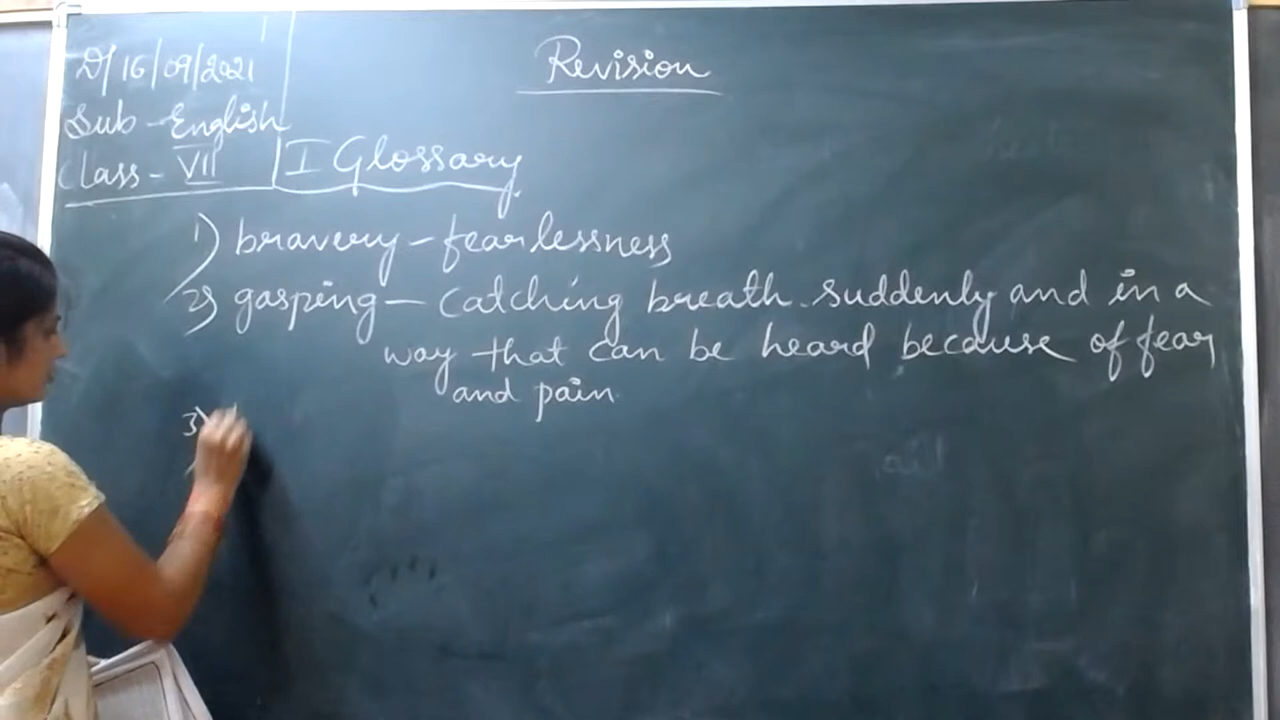 D/ 16/09/2021
Revision
Sub - English
Class - VII
I Glossary
1) bravery - fearlessness
2) gasping - catching breath suddenly and in a
way that can be heard because of fear
and pain
3)